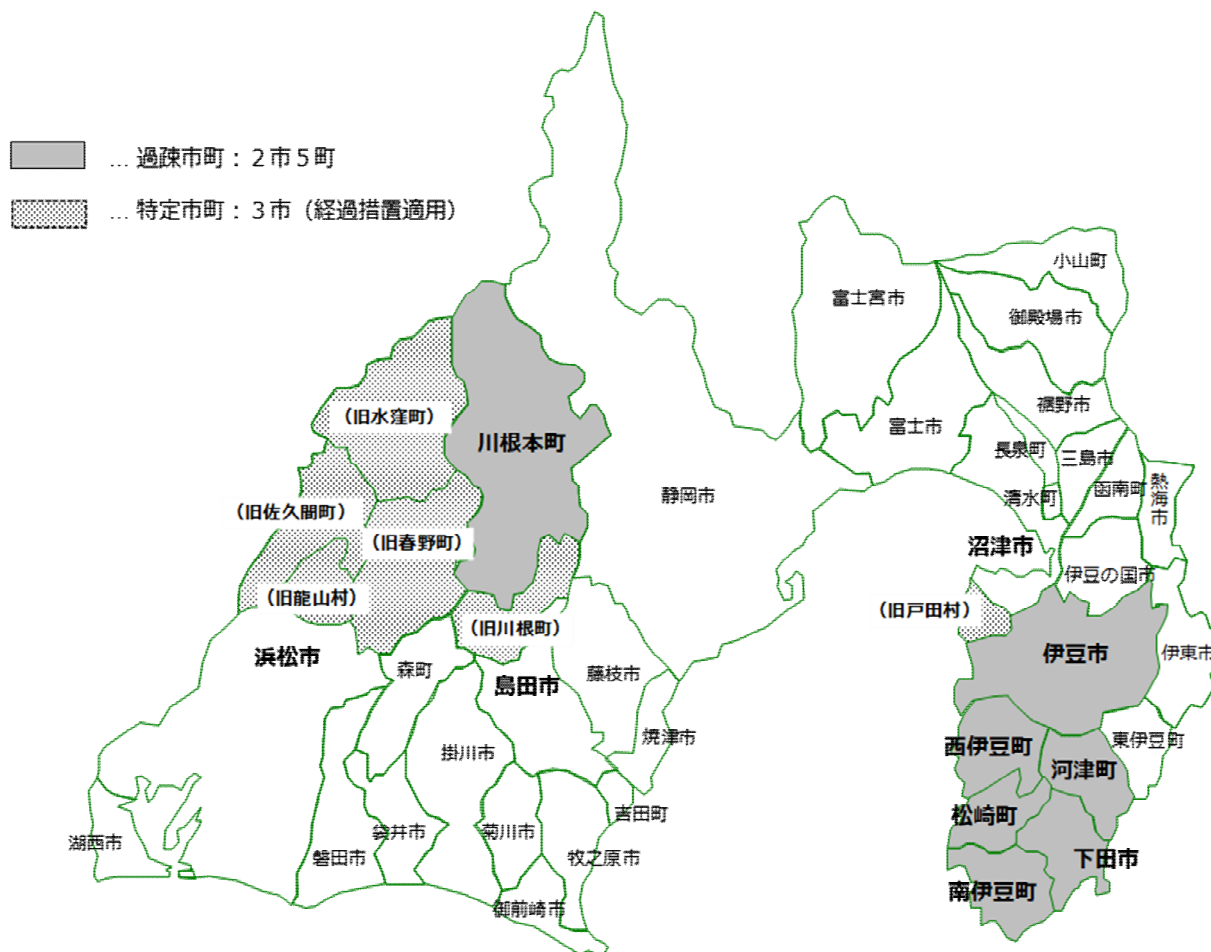 … 過疎市町：２市５町
… 特定市町：３市（経過措置適用）
小山町
富士宮市
御殿場市
裾野市
（旧水窪町）
川根本町
富士市
長泉町
三島市
函南町
熱海市
静岡市
清水町
（旧佐久間町）
（旧春野町）
沼津市
伊豆の国市
（旧龍山村）
（旧戸田村）
（旧川根町）
浜松市
森町
島田市
藤枝市
伊豆市
伊東市
焼津市
掛川市
西伊豆町
東伊豆町
河津町
吉田町
松崎町
湖西市
磐田市
袋井市
菊川市
牧之原市
下田市
南伊豆町
御前崎市